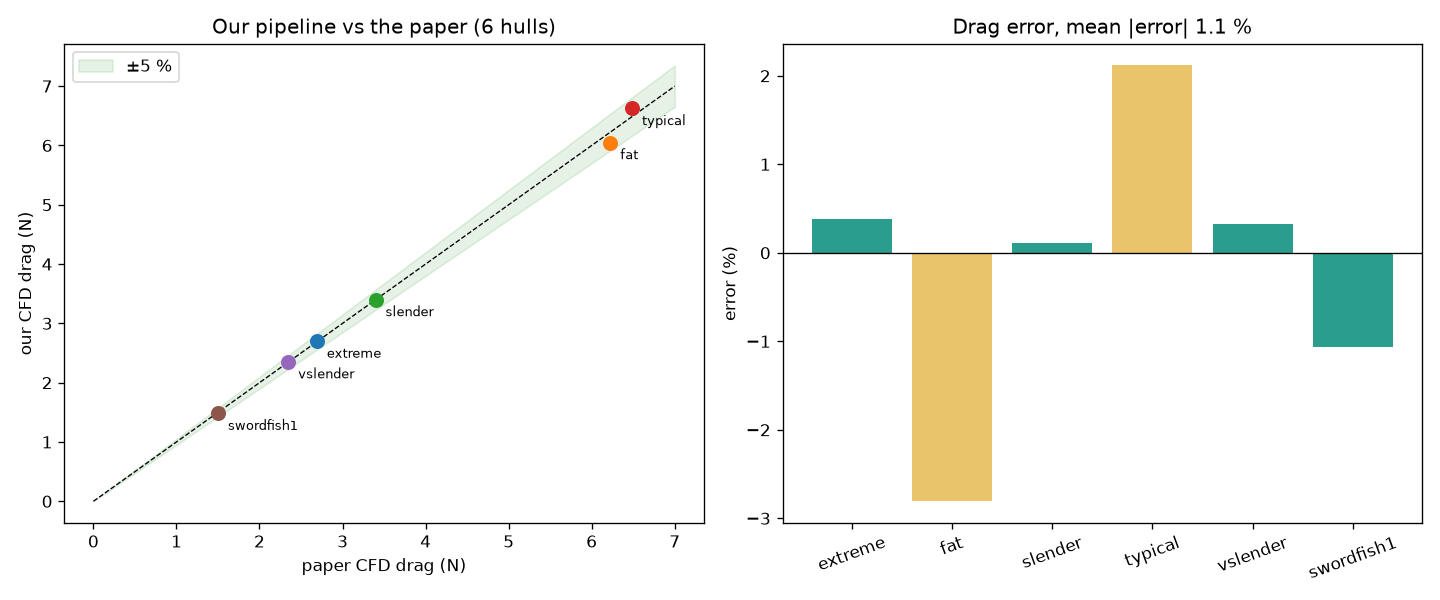 Our pipeline vs the paper (6 hulls)
±5 %
our CFD drag (N)
7
6
5
4
3
2
1
0
typical
fat
slender
extreme
vslender
swordfish1
0 1 2 3 4 5 6 7
paper CFD drag (N)
Drag error, mean |error| 1.1 %
error (%)
2
1
0
−1
−2
−3
extreme fat slender typical vslender swordfish1